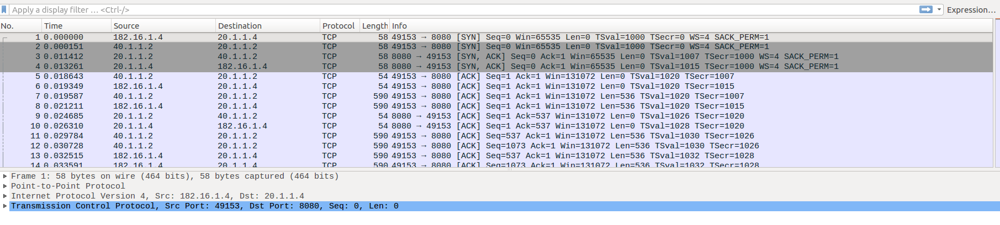 Apply a display filter … <Ctrl-/> Expression…
No. Time Source Destination Protocol Length Info
1 0.000000 182.16.1.4 20.1.1.4 TCP 58 49153 → 8080 [SYN] Seq=0 Win=65535 Len=0 TSval=1000 TSecr=0 WS=4 SACK_PERM=1
2 0.000151 40.1.1.2 20.1.1.2 TCP 58 49153 → 8080 [SYN] Seq=0 Win=65535 Len=0 TSval=1000 TSecr=0 WS=4 SACK_PERM=1
3 0.011412 20.1.1.2 40.1.1.2 TCP 58 8080 → 49153 [SYN, ACK] Seq=0 Ack=1 Win=65535 Len=0 TSval=1007 TSecr=1000 WS=4 SACK_PERM=1
4 0.013261 20.1.1.4 182.16.1.4 TCP 58 8080 → 49153 [SYN, ACK] Seq=0 Ack=1 Win=65535 Len=0 TSval=1015 TSecr=1000 WS=4 SACK_PERM=1
5 0.018643 40.1.1.2 20.1.1.2 TCP 54 49153 → 8080 [ACK] Seq=1 Ack=1 Win=131072 Len=0 TSval=1020 TSecr=1007
6 0.019349 182.16.1.4 20.1.1.4 TCP 54 49153 → 8080 [ACK] Seq=1 Ack=1 Win=131072 Len=0 TSval=1020 TSecr=1015
7 0.019587 40.1.1.2 20.1.1.2 TCP 590 49153 → 8080 [ACK] Seq=1 Ack=1 Win=131072 Len=536 TSval=1020 TSecr=1007
8 0.021211 182.16.1.4 20.1.1.4 TCP 590 49153 → 8080 [ACK] Seq=1 Ack=1 Win=131072 Len=536 TSval=1020 TSecr=1015
9 0.024685 20.1.1.2 40.1.1.2 TCP 54 8080 → 49153 [ACK] Seq=1 Ack=537 Win=131072 Len=0 TSval=1026 TSecr=1020
10 0.026310 20.1.1.4 182.16.1.4 TCP 54 8080 → 49153 [ACK] Seq=1 Ack=537 Win=131072 Len=0 TSval=1028 TSecr=1020
11 0.029784 40.1.1.2 20.1.1.2 TCP 590 49153 → 8080 [ACK] Seq=537 Ack=1 Win=131072 Len=536 TSval=1030 TSecr=1026
12 0.030728 40.1.1.2 20.1.1.2 TCP 590 49153 → 8080 [ACK] Seq=1073 Ack=1 Win=131072 Len=536 TSval=1030 TSecr=1026
13 0.032515 182.16.1.4 20.1.1.4 TCP 590 49153 → 8080 [ACK] Seq=537 Ack=1 Win=131072 Len=536 TSval=1032 TSecr=1028
14 0.033591 182.16.1.4 20.1.1.4 TCP 590 49153 → 8080 [ACK] Seq=1073 Ack=1 Win=131072 Len=536 TSval=1032 TSecr=1028
Frame 1: 58 bytes on wire (464 bits), 58 bytes captured (464 bits)
Point-to-Point Protocol
Internet Protocol Version 4, Src: 182.16.1.4, Dst: 20.1.1.4
Transmission Control Protocol, Src Port: 49153, Dst Port: 8080, Seq: 0, Len: 0